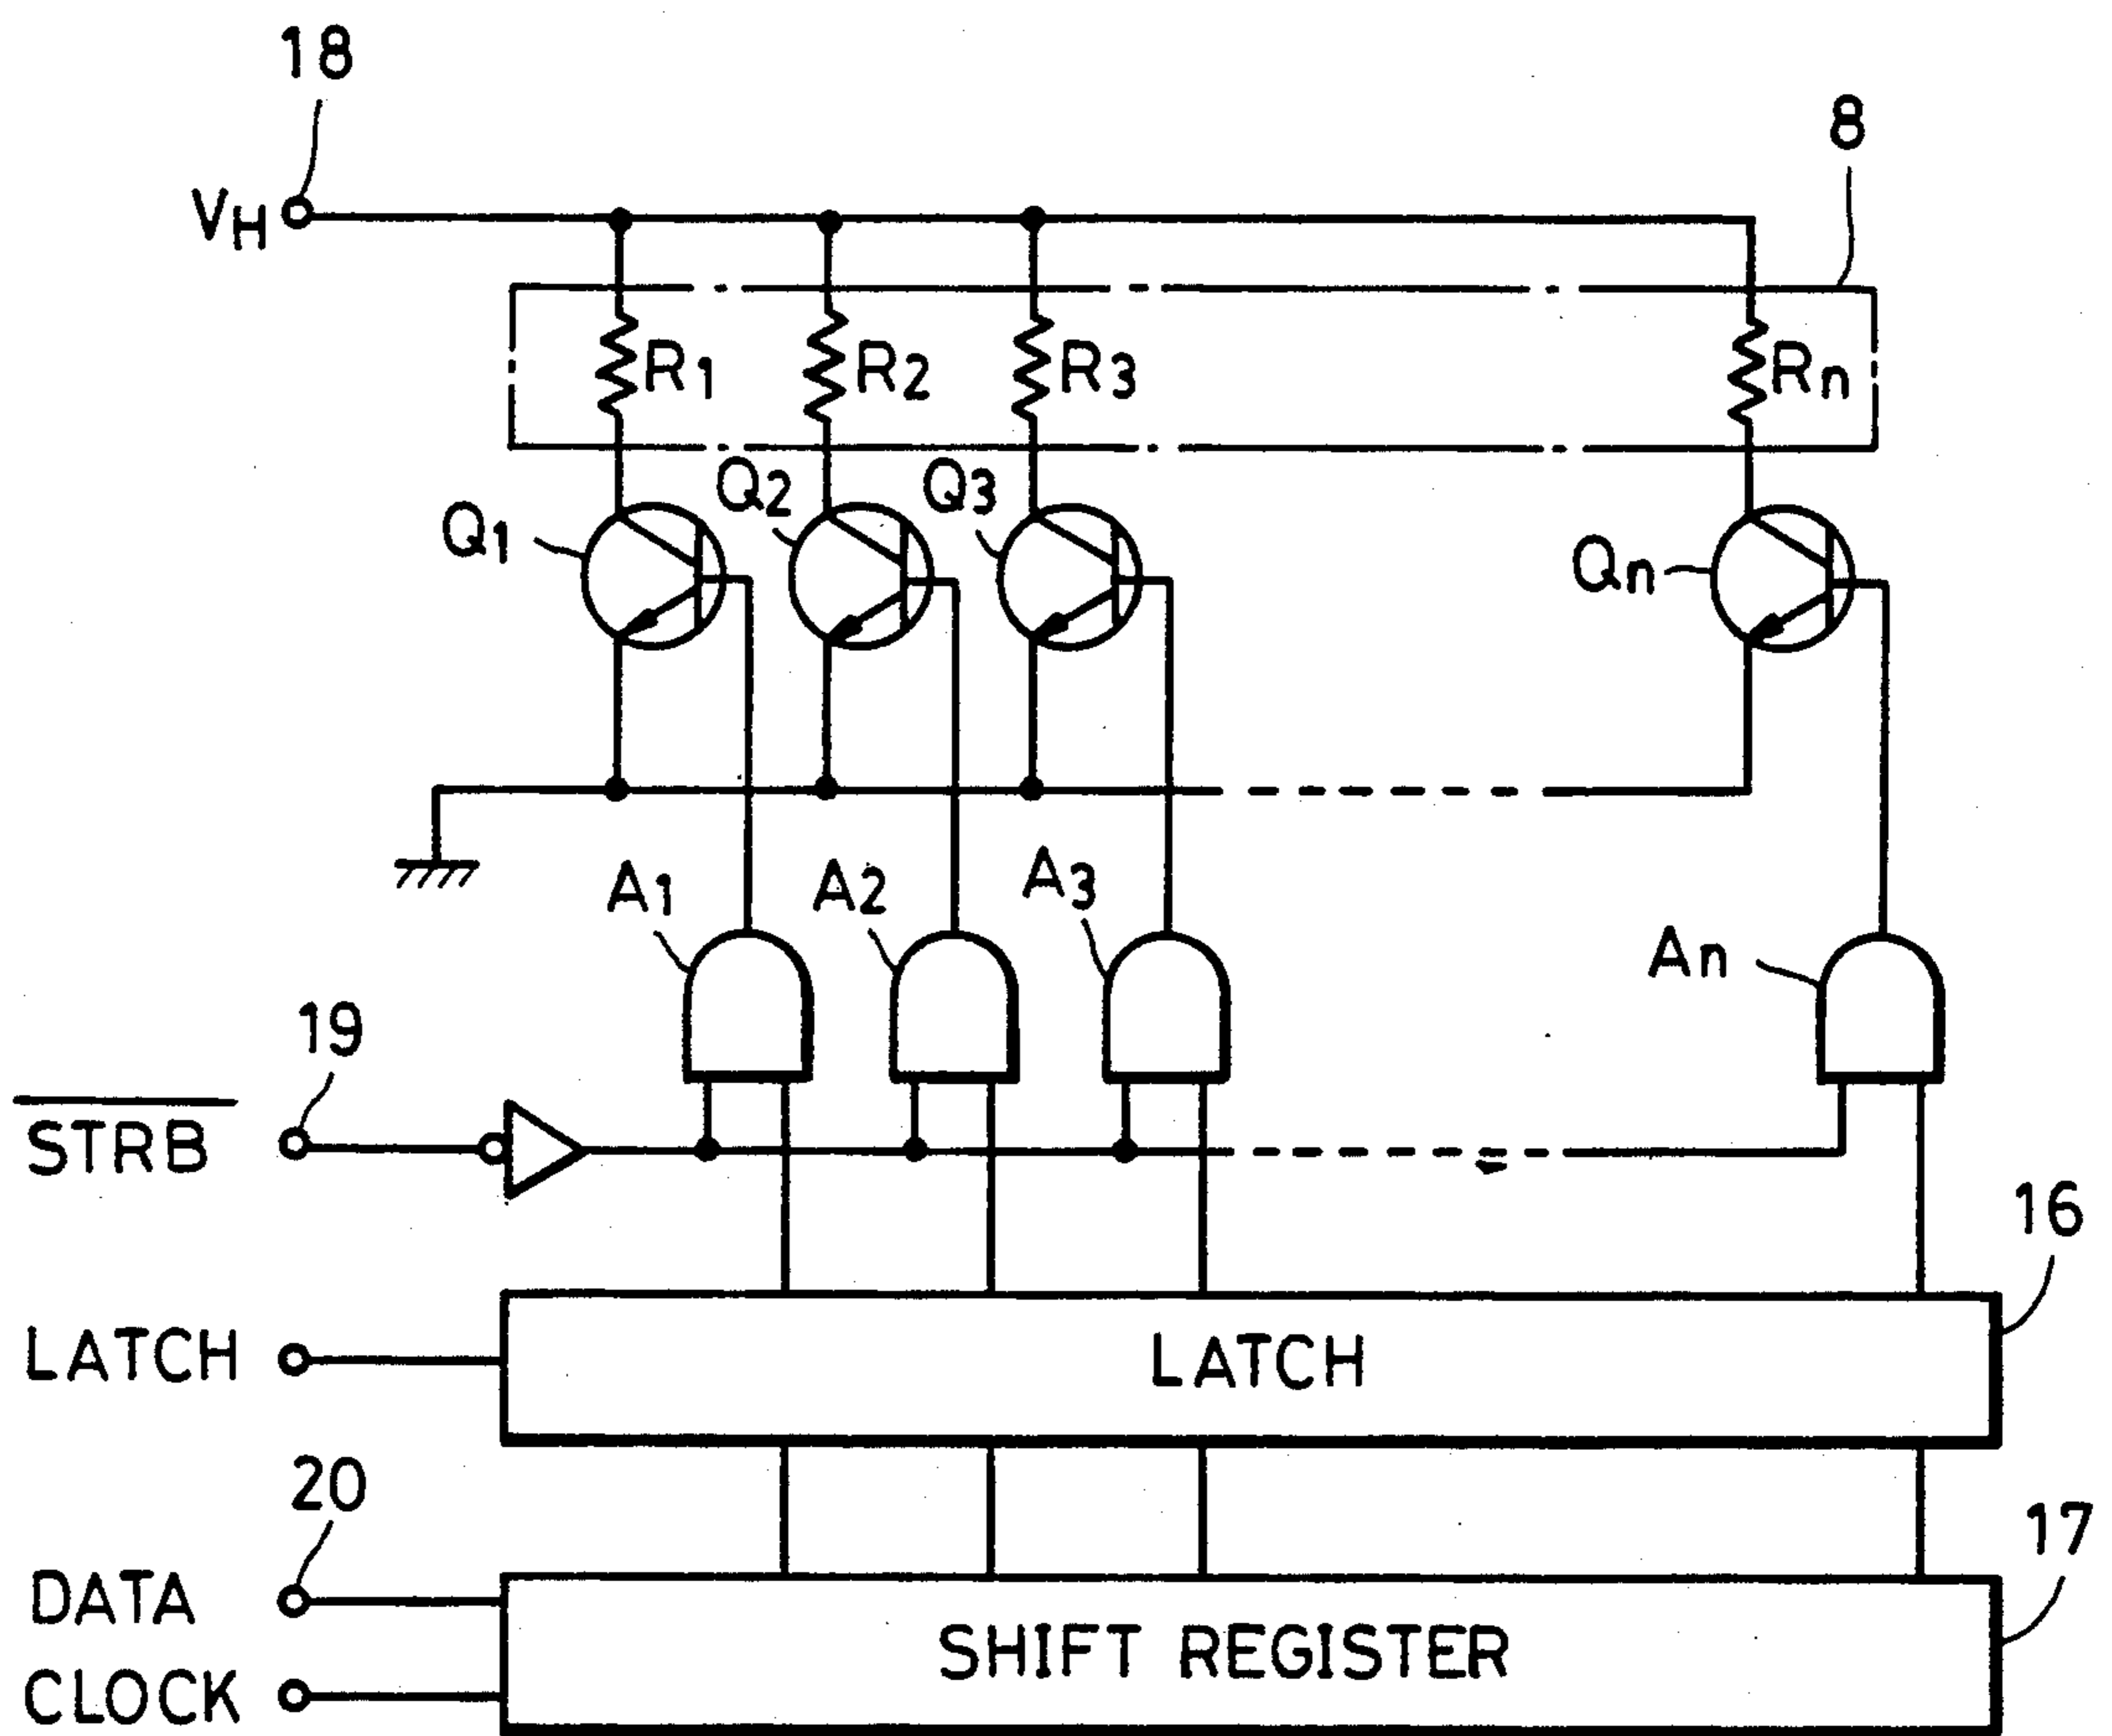 18
8
VH
R1 R2 R3 Rn
Q1 Q2 Q3 Qn
A1 A2 A3 An
19
STRB
16
LATCH LATCH
20
17
DATA
SHIFT REGISTER
CLOCK